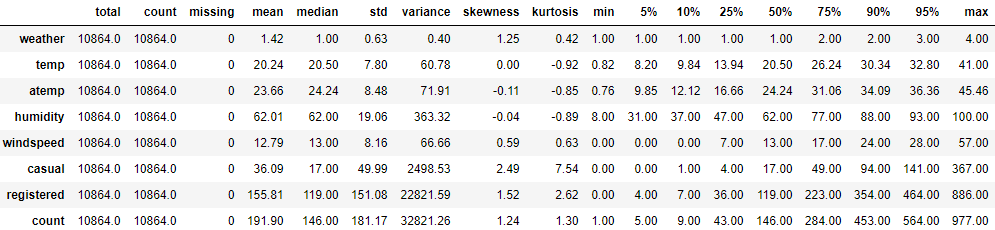 total count missing mean median std variance skewness kurtosis min 5% 10% 25% 50% 75% 90% 95% max
weather 10864.0 10864.0 0 1.42 1.00 0.63 0.40 1.25 0.42 1.00 1.00 1.00 1.00 1.00 2.00 2.00 3.00 4.00
temp 10864.0 10864.0 0 20.24 20.50 7.80 60.78 0.00 -0.92 0.82 8.20 9.84 13.94 20.50 26.24 30.34 32.80 41.00
atemp 10864.0 10864.0 0 23.66 24.24 8.48 71.91 -0.11 -0.85 0.76 9.85 12.12 16.66 24.24 31.06 34.09 36.36 45.46
humidity 10864.0 10864.0 0 62.01 62.00 19.06 363.32 -0.04 -0.89 8.00 31.00 37.00 47.00 62.00 77.00 88.00 93.00 100.00
windspeed 10864.0 10864.0 0 12.79 13.00 8.16 66.66 0.59 0.63 0.00 0.00 0.00 7.00 13.00 17.00 24.00 28.00 57.00
casual 10864.0 10864.0 0 36.09 17.00 49.99 2498.53 2.49 7.54 0.00 0.00 1.00 4.00 17.00 49.00 94.00 141.00 367.00
registered 10864.0 10864.0 0 155.81 119.00 151.08 22821.59 1.52 2.62 0.00 4.00 7.00 36.00 119.00 223.00 354.00 464.00 886.00
count 10864.0 10864.0 0 191.90 146.00 181.17 32821.26 1.24 1.30 1.00 5.00 9.00 43.00 146.00 284.00 453.00 564.00 977.00